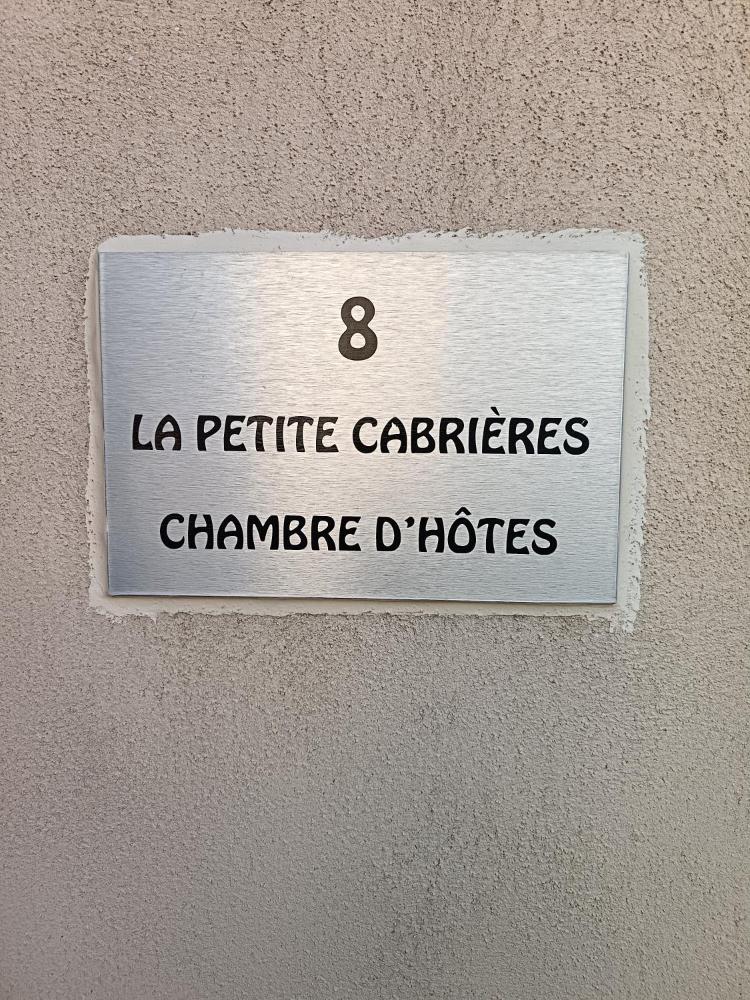 8
LA PETITE CABRIÈRES
CHAMBRE D'HÔTES